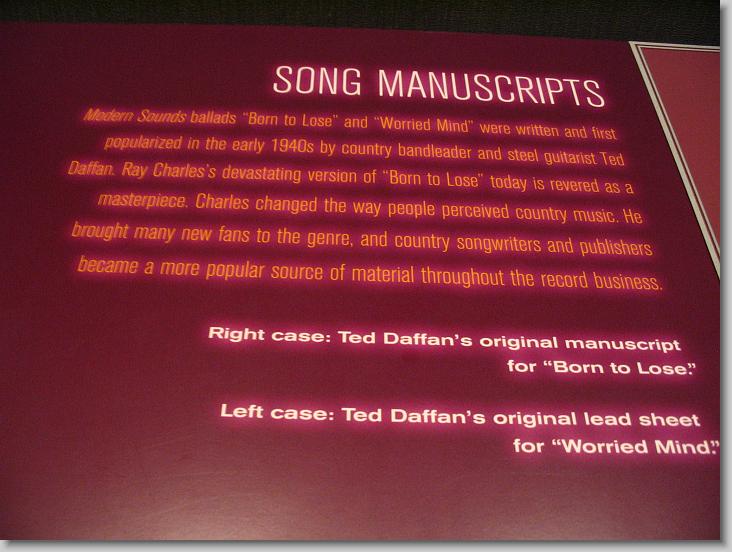 SONG MANUSCRIPTS
Modern Sounds ballads “Born to Lose” and “Worried Mind” were written and first
popularized in the early 1940s by country bandleader and steel guitarist Ted
Daffan. Ray Charles’s devastating version of “Born to Lose” today is revered as a
masterpiece. Charles changed the way people perceived country music. He
brought many new fans to the genre, and country songwriters and publishers
became a more popular source of material throughout the record business.
Right case: Ted Daffan’s original manuscript
for “Born to Lose.”
Left case: Ted Daffan’s original lead sheet
for “Worried Mind.”